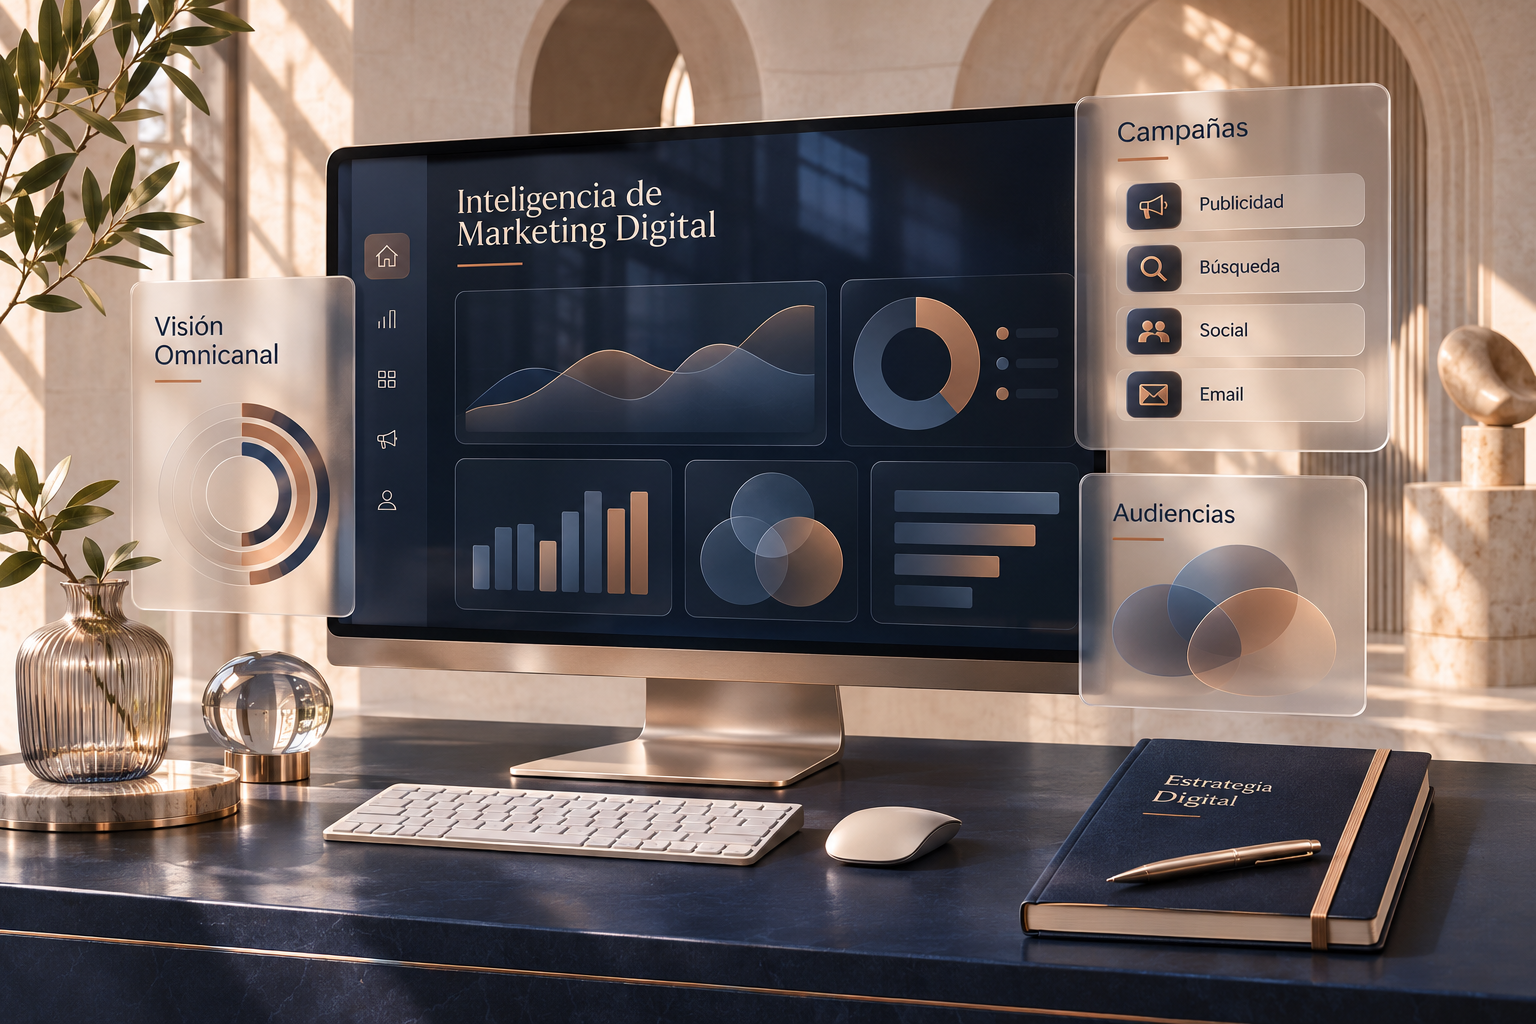 Inteligencia de
Marketing Digital
Visión
Omnicanal
Campañas
Publicidad
Búsqueda
Social
Email
Audiencias
Estrategia
Digital